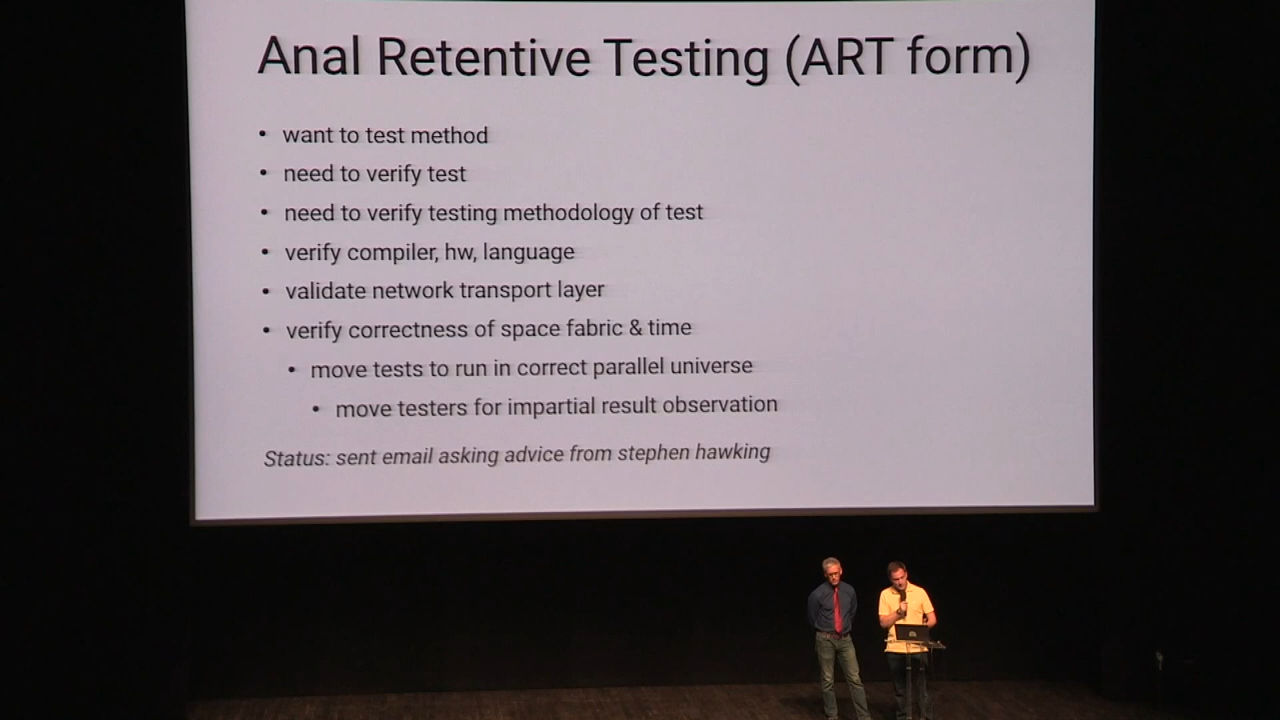 Anal Retentive Testing (ART form)
• want to test method
• need to verify test
• need to verify testing methodology of test
• verify compiler, hw, language
• validate network transport layer
• verify correctness of space fabric & time
• move tests to run in correct parallel universe
• move testers for impartial result observation
Status: sent email asking advice from stephen hawking